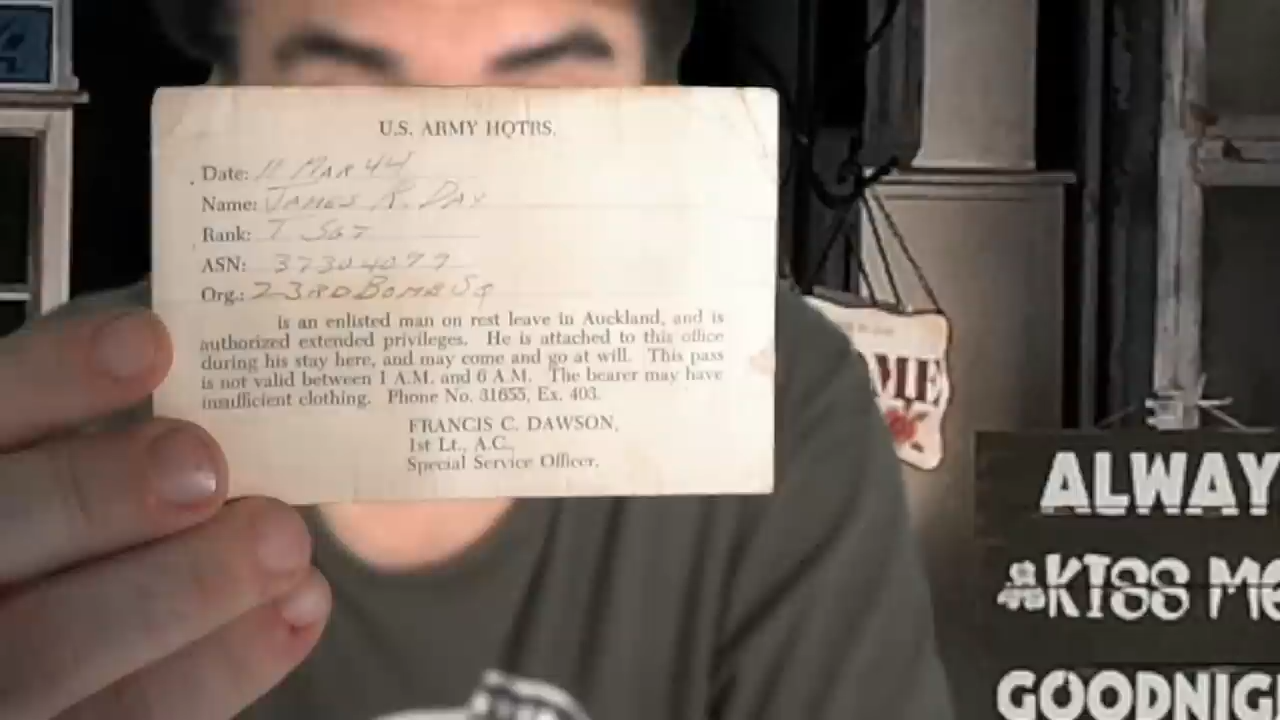 U.S. ARMY HQTRS.
Date: 11 MAR 44
Name: JAMES R. DAY
Rank: T SGT
ASN: 37304099
Org.: 23RD BOMB SQ
is an enlisted man on rest leave in Auckland, and is
authorized extended privileges. He is attached to this office
during his stay here, and may come and go at will. This pass
is not valid between 1 A.M. and 6 A.M. The bearer may have
insufficient clothing. Phone No. 31655, Ex. 403.
FRANCIS C. DAWSON,
1st Lt., A.C.,
Special Service Officer.
ME
ALWAY
KISS ME
GOODNIG